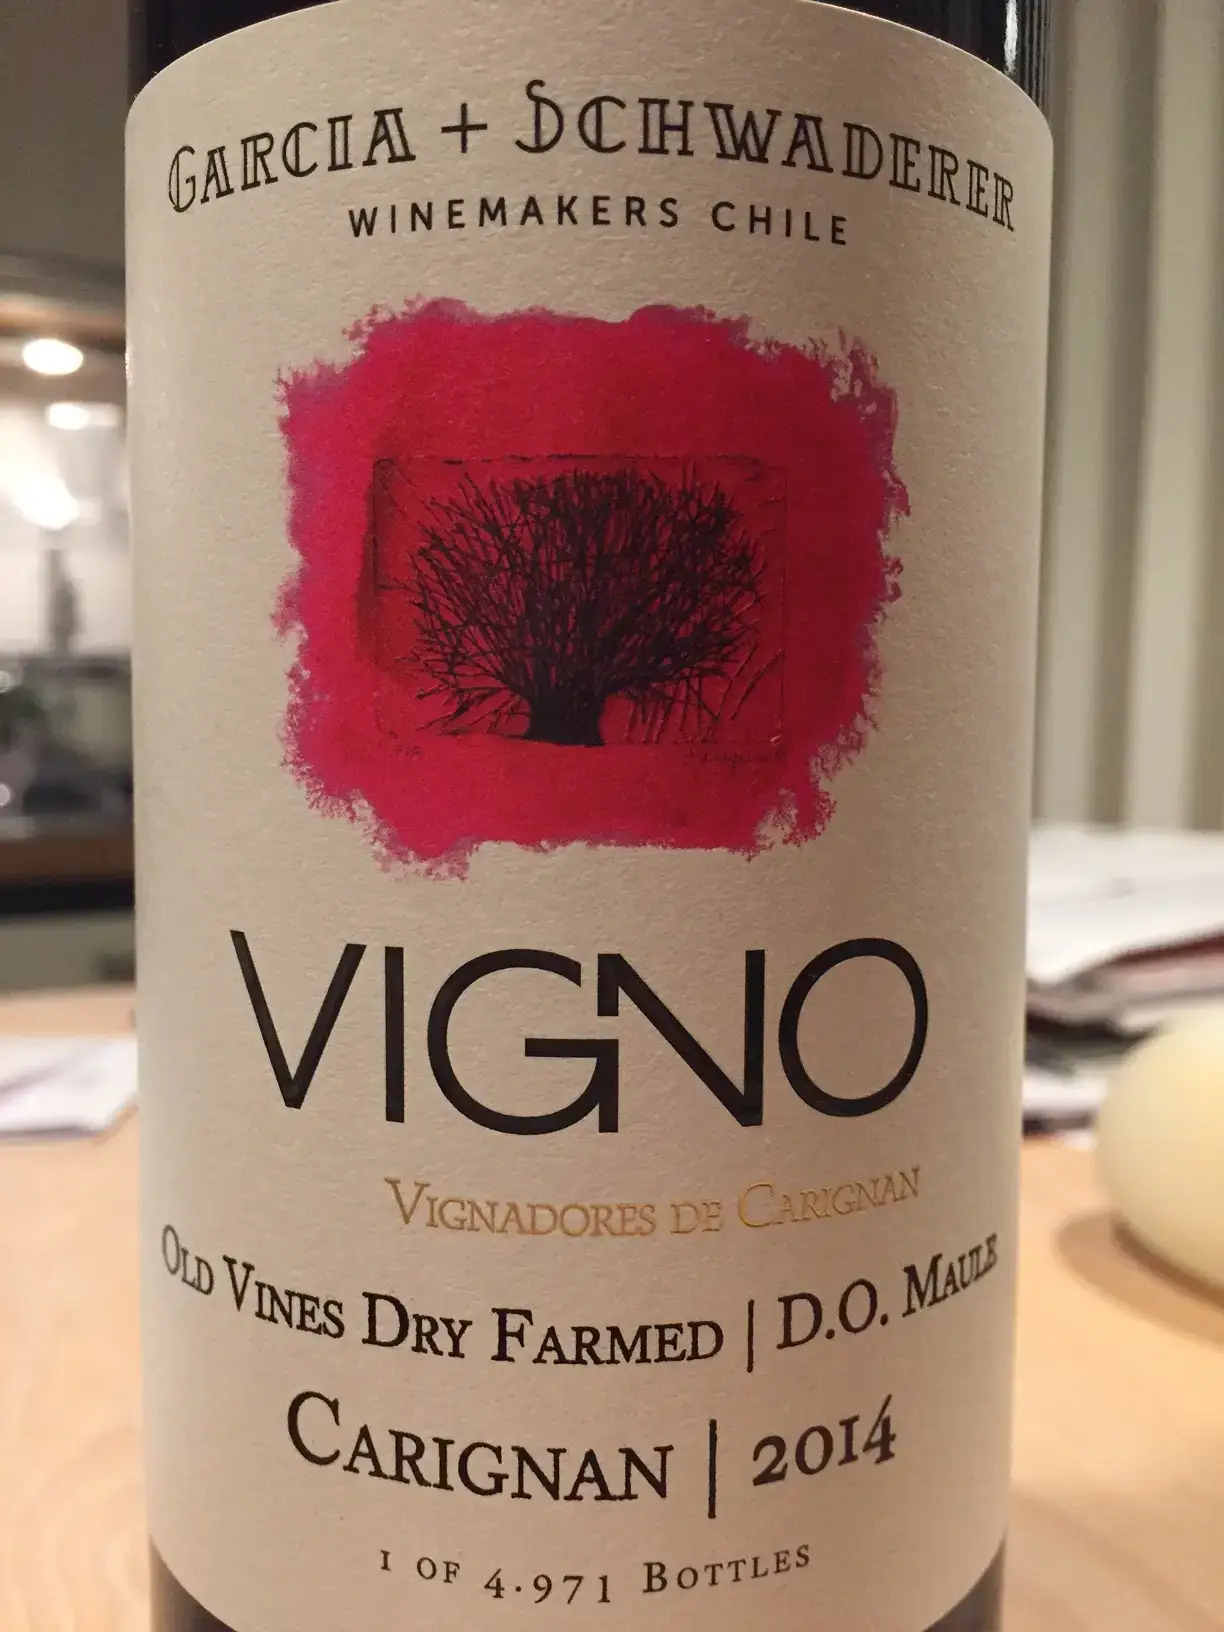 GARCIA + SCHWADERER
WINEMAKERS CHILE
VIGNO
VIGNADORES DE CARIGNAN
OLD VINES DRY FARMED | D.O. MAULE
CARIGNAN | 2014
1 OF 4.971 BOTTLES